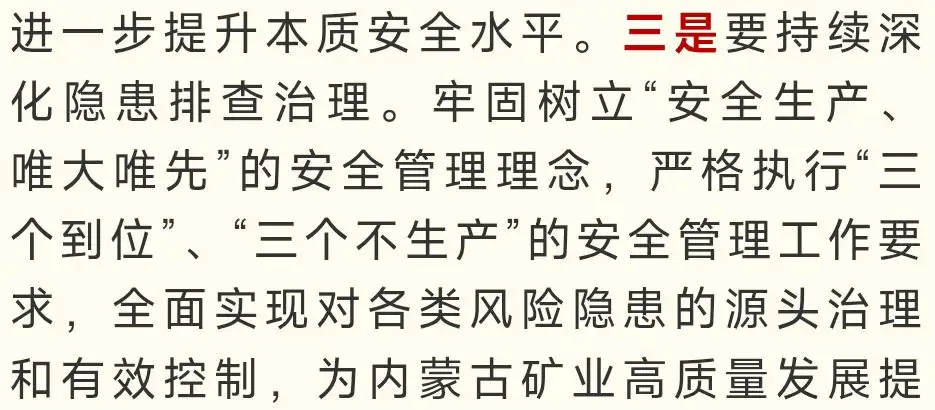 进一步提升本质安全水平。三是要持续深
化隐患排查治理。牢固树立“安全生产、
唯大唯先”的安全管理理念，严格执行“三
个到位”、“三个不生产”的安全管理工作要
求，全面实现对各类风险隐患的源头治理
和有效控制，为内蒙古矿业高质量发展提